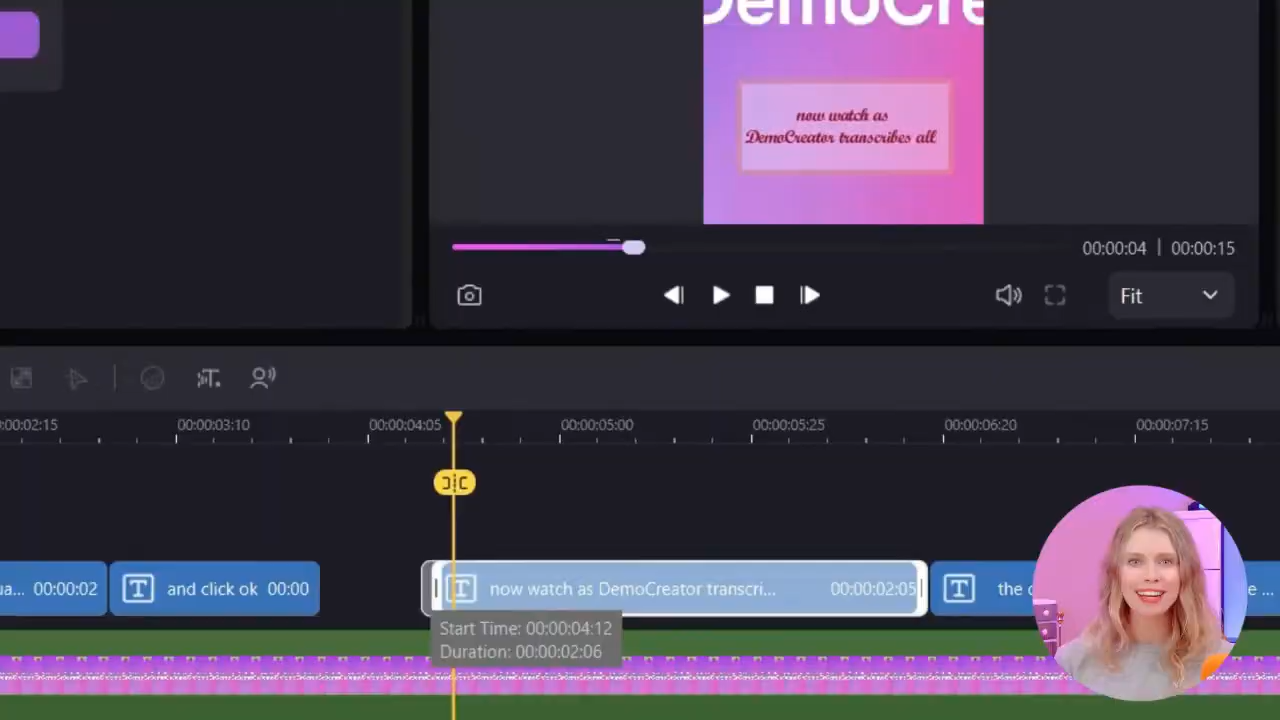 DemoCre
now watch as
DemoCreator transcribes all
00:00:04 | 00:00:15
Fit
00:00:02:15 00:00:03:10 00:00:04:05 00:00:05:00 00:00:05:25 00:00:06:20 00:00:07:15
ua... 00:00:02 and click ok 00:00 now watch as DemoCreator transcri... 00:00:02:05 the e ...
Start Time: 00:00:04:12
Duration: 00:00:02:06